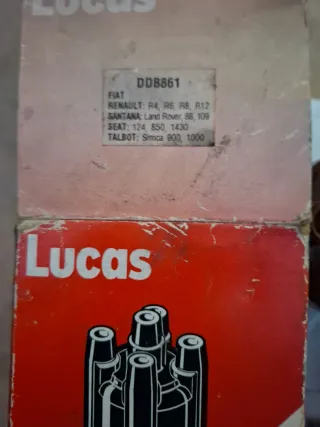 Lucas
DDB861
FIAT
RENAULT: R4, R6, R8, R12
SANTANA: Land Rover, 88, 109
SEAT: 124, 850, 1430
TALBOT: Simca 900, 1000
Lucas